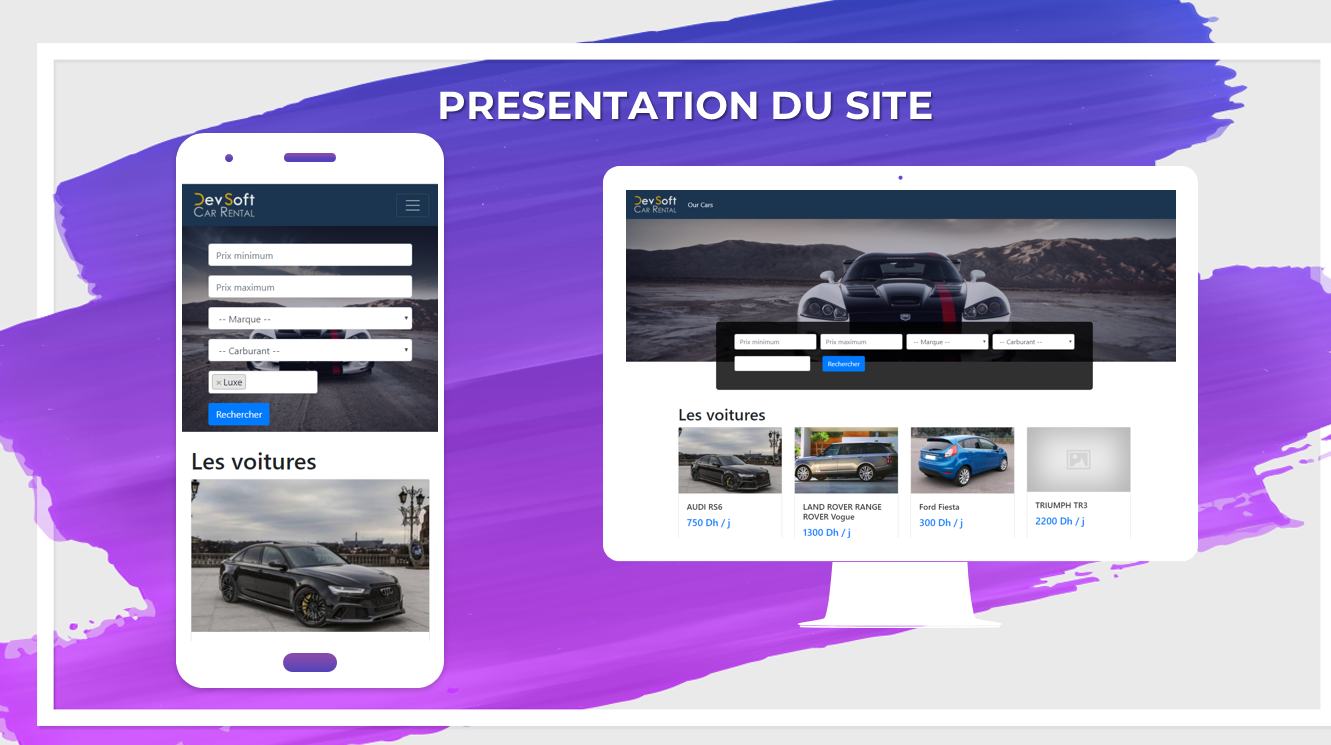 PRESENTATION DU SITE
DevSoft
CAR RENTAL
Prix minimum
Prix maximum
-- Marque --
-- Carburant --
× Luxe
Rechercher
Les voitures
DevSoft
CAR RENTAL
Our Cars
Prix minimum
Prix maximum
-- Marque --
-- Carburant --
Rechercher
Les voitures
AUDI RS6
750 Dh / j
LAND ROVER RANGE
ROVER Vogue
1300 Dh / j
Ford Fiesta
300 Dh / j
TRIUMPH TR3
2200 Dh / j